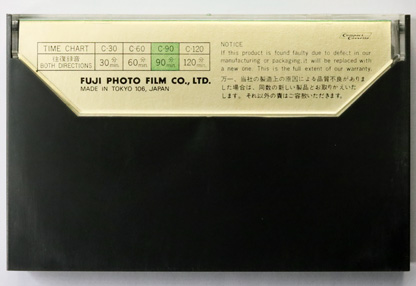 TIME CHART C-30 C-60 C-90 C-120
往復録音 BOTH DIRECTIONS 30分 min. 60分 min. 90分 min. 120分 min.
FUJI PHOTO FILM CO., LTD.
MADE IN TOKYO 106, JAPAN
NOTICE
If this product is found faulty due to defect in our
manufacturing or packaging, it will be replaced with
a new one. This is the full extent of our warranty.
万一、当社の製造上の原因による品質不良がありま
した場合は、同数の新しい製品とお取りかえいた
します。それ以外の責はご容赦いただきます。